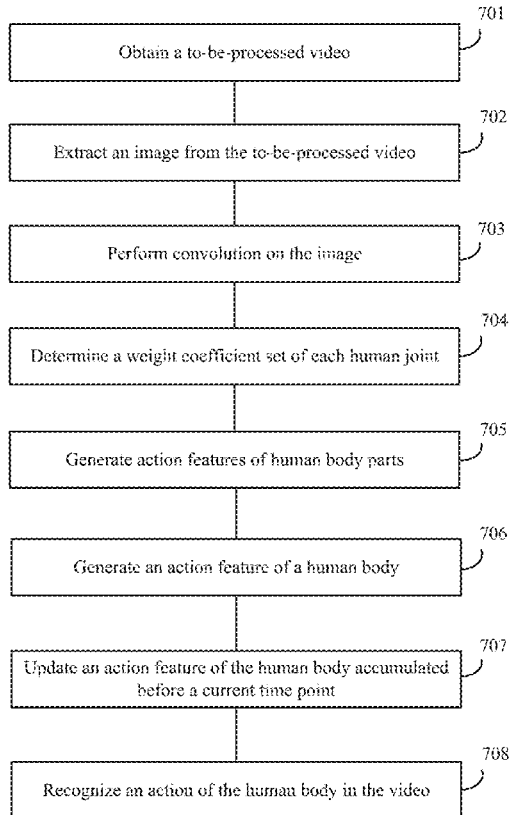 701
Obtain a to-be-processed video
702
Extract an image from the to-be-processed video
703
Perform convolution on the image
704
Determine a weight coefficient set of each human joint
705
Generate action features of human body parts
706
Generate an action feature of a human body
707
Update an action feature of the human body accumulated
before a current time point
708
Recognize an action of the human body in the video